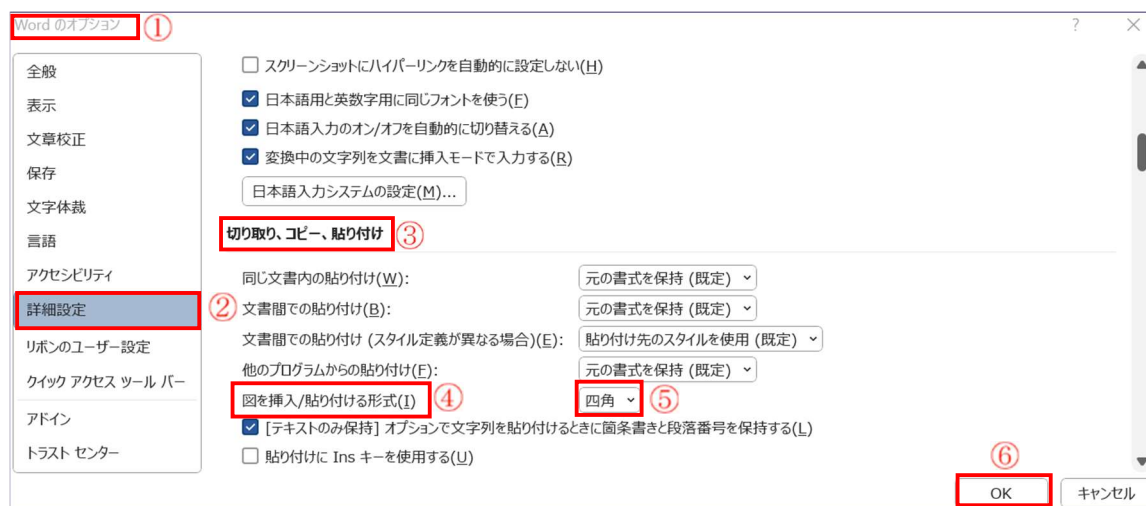 Word のオプション ①
? ×
全般
表示
文章校正
保存
文字体裁
言語
アクセシビリティ
詳細設定 ②
リボンのユーザー設定
クイック アクセス ツール バー
アドイン
トラスト センター
スクリーンショットにハイパーリンクを自動的に設定しない(H)
日本語用と英数字用に同じフォントを使う(F)
日本語入力のオン/オフを自動的に切り替える(A)
変換中の文字列を文書に挿入モードで入力する(R)
日本語入力システムの設定(M)...
切り取り、コピー、貼り付け ③
同じ文書内の貼り付け(W): 元の書式を保持 (既定)
文書間での貼り付け(B): 元の書式を保持 (既定)
文書間での貼り付け (スタイル定義が異なる場合)(E): 貼り付け先のスタイルを使用 (既定)
他のプログラムからの貼り付け(F): 元の書式を保持 (既定)
図を挿入/貼り付ける形式(I) ④ 四角 ⑤
[テキストのみ保持] オプションで文字列を貼り付けるときに箇条書きと段落番号を保持する(L)
貼り付けに Ins キーを使用する(U)
⑥
OK キャンセル